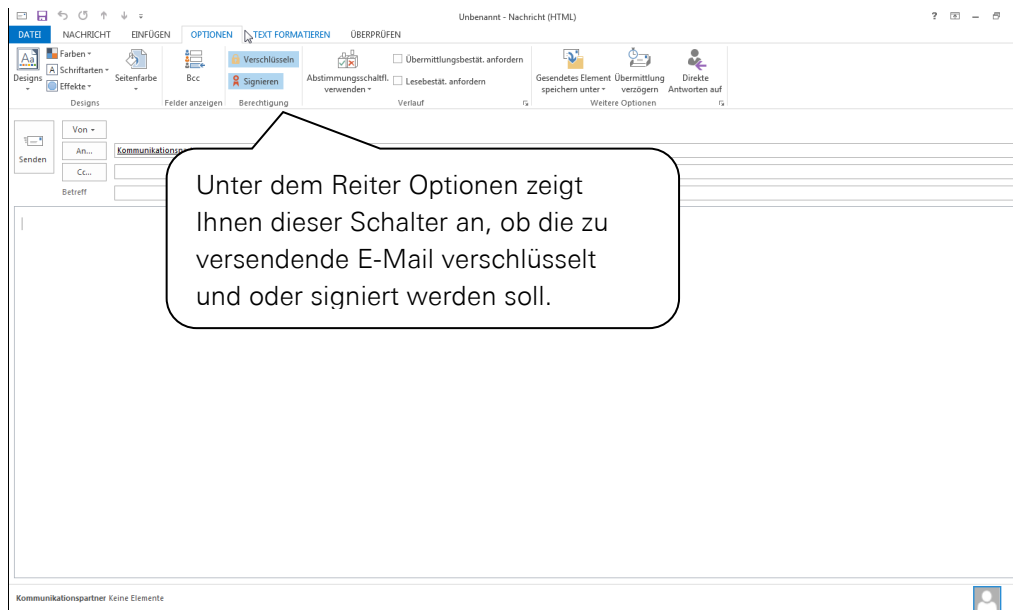 Unbenannt - Nachricht (HTML)
DATEI NACHRICHT EINFÜGEN OPTIONEN TEXT FORMATIEREN ÜBERPRÜFEN
Designs
Farben
Schriftarten
Effekte
Designs
Seitenfarbe
Bcc
Felder anzeigen
Verschlüsseln
Signieren
Berechtigung
Abstimmungsschaltfl.
verwenden
Übermittlungsbestät. anfordern
Lesebestät. anfordern
Verlauf
Gesendetes Element
speichern unter
Übermittlung
verzögern
Direkte
Antworten auf
Weitere Optionen
Senden
Von
An...
Cc...
Betreff
Unter dem Reiter Optionen zeigt
Ihnen dieser Schalter an, ob die zu
versendende E-Mail verschlüsselt
und oder signiert werden soll.
Kommunikationspartner Keine Elemente